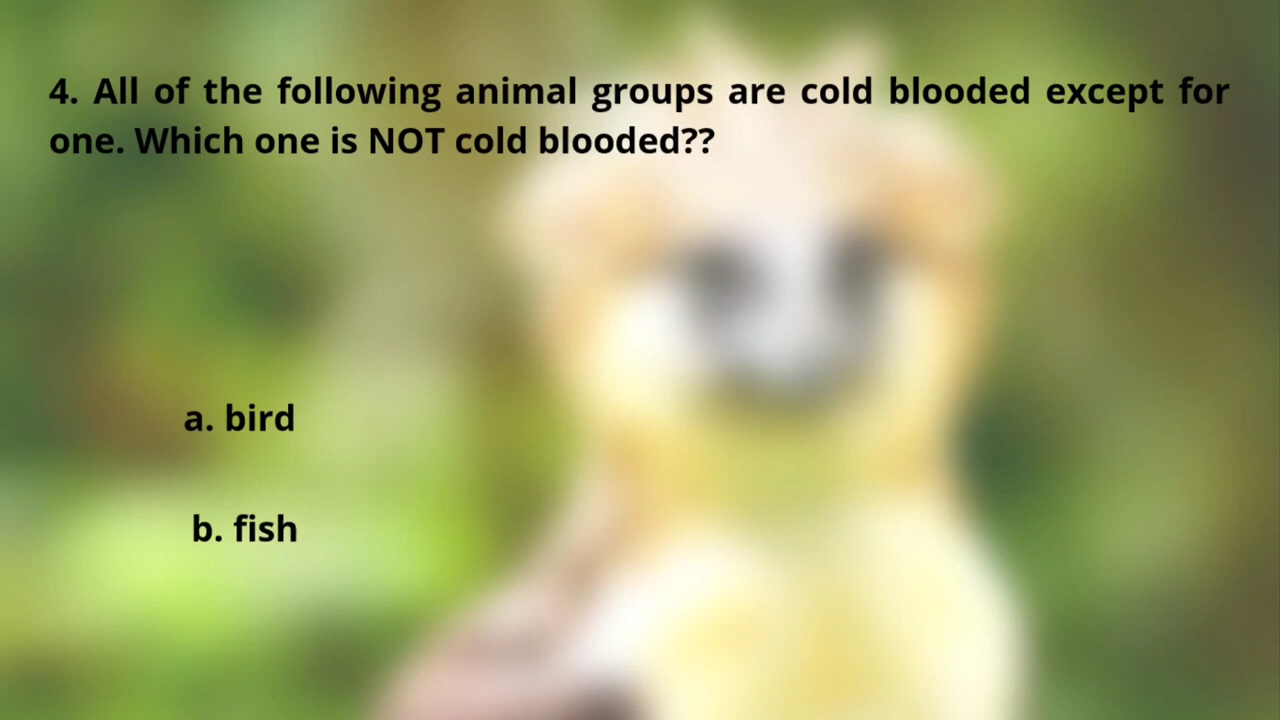 4. All of the following animal groups are cold blooded except for
one. Which one is NOT cold blooded??
a. bird
b. fish